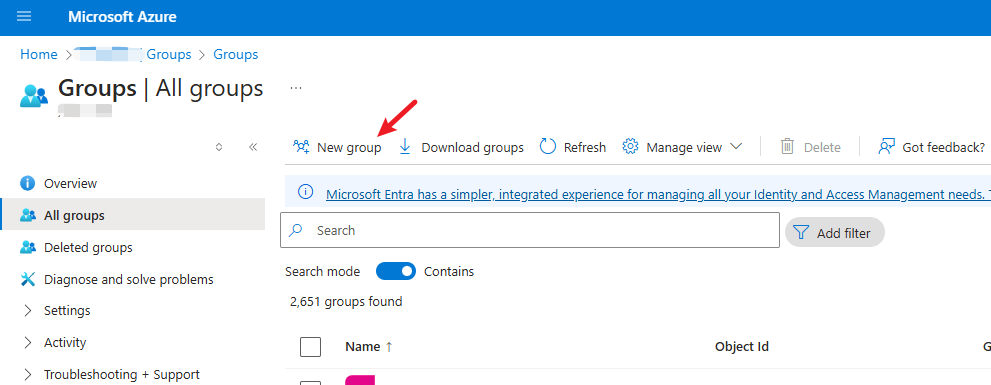 Microsoft Azure
Home > Groups > Groups
Groups | All groups ...
New group Download groups Refresh Manage view Delete Got feedback?
Overview
Microsoft Entra has a simpler, integrated experience for managing all your Identity and Access Management needs.
All groups
Search Add filter
Deleted groups
Search mode Contains
Diagnose and solve problems
2,651 groups found
Settings
Activity
Name ↑ Object Id
Troubleshooting + Support